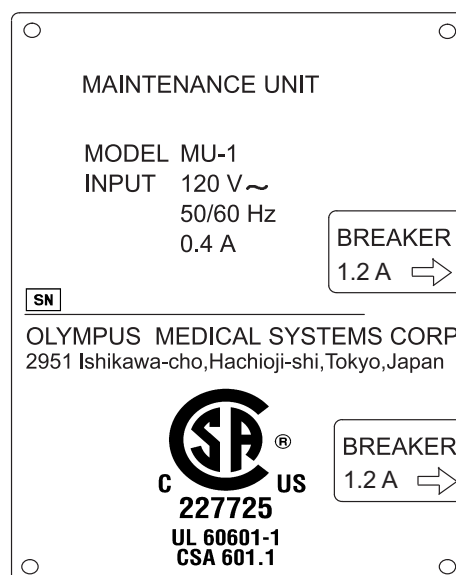 MAINTENANCE UNIT
MODEL MU-1
INPUT 120 V~
50/60 Hz
0.4 A
BREAKER
1.2 A
SN
OLYMPUS MEDICAL SYSTEMS CORP
2951 Ishikawa-cho,Hachioji-shi,Tokyo,Japan
CSA ®
C US
227725
BREAKER
1.2 A
UL 60601-1
CSA 601.1